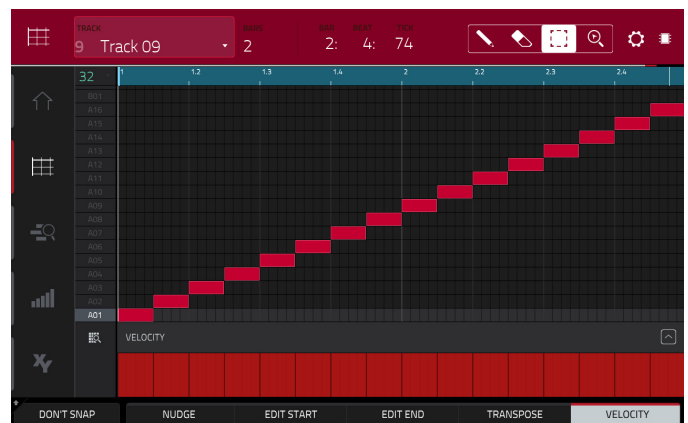 TRACK BARS BAR BEAT TICK
9 Track 09 2 2: 4: 74
32 1 1.2 1.3 1.4 2 2.2 2.3 2.4
B01
A16
A15
A14
A13
A12
A11
A10
A09
A08
A07
A06
A05
A04
A03
A02
A01
VELOCITY
XY
DON'T SNAP NUDGE EDIT START EDIT END TRANSPOSE VELOCITY